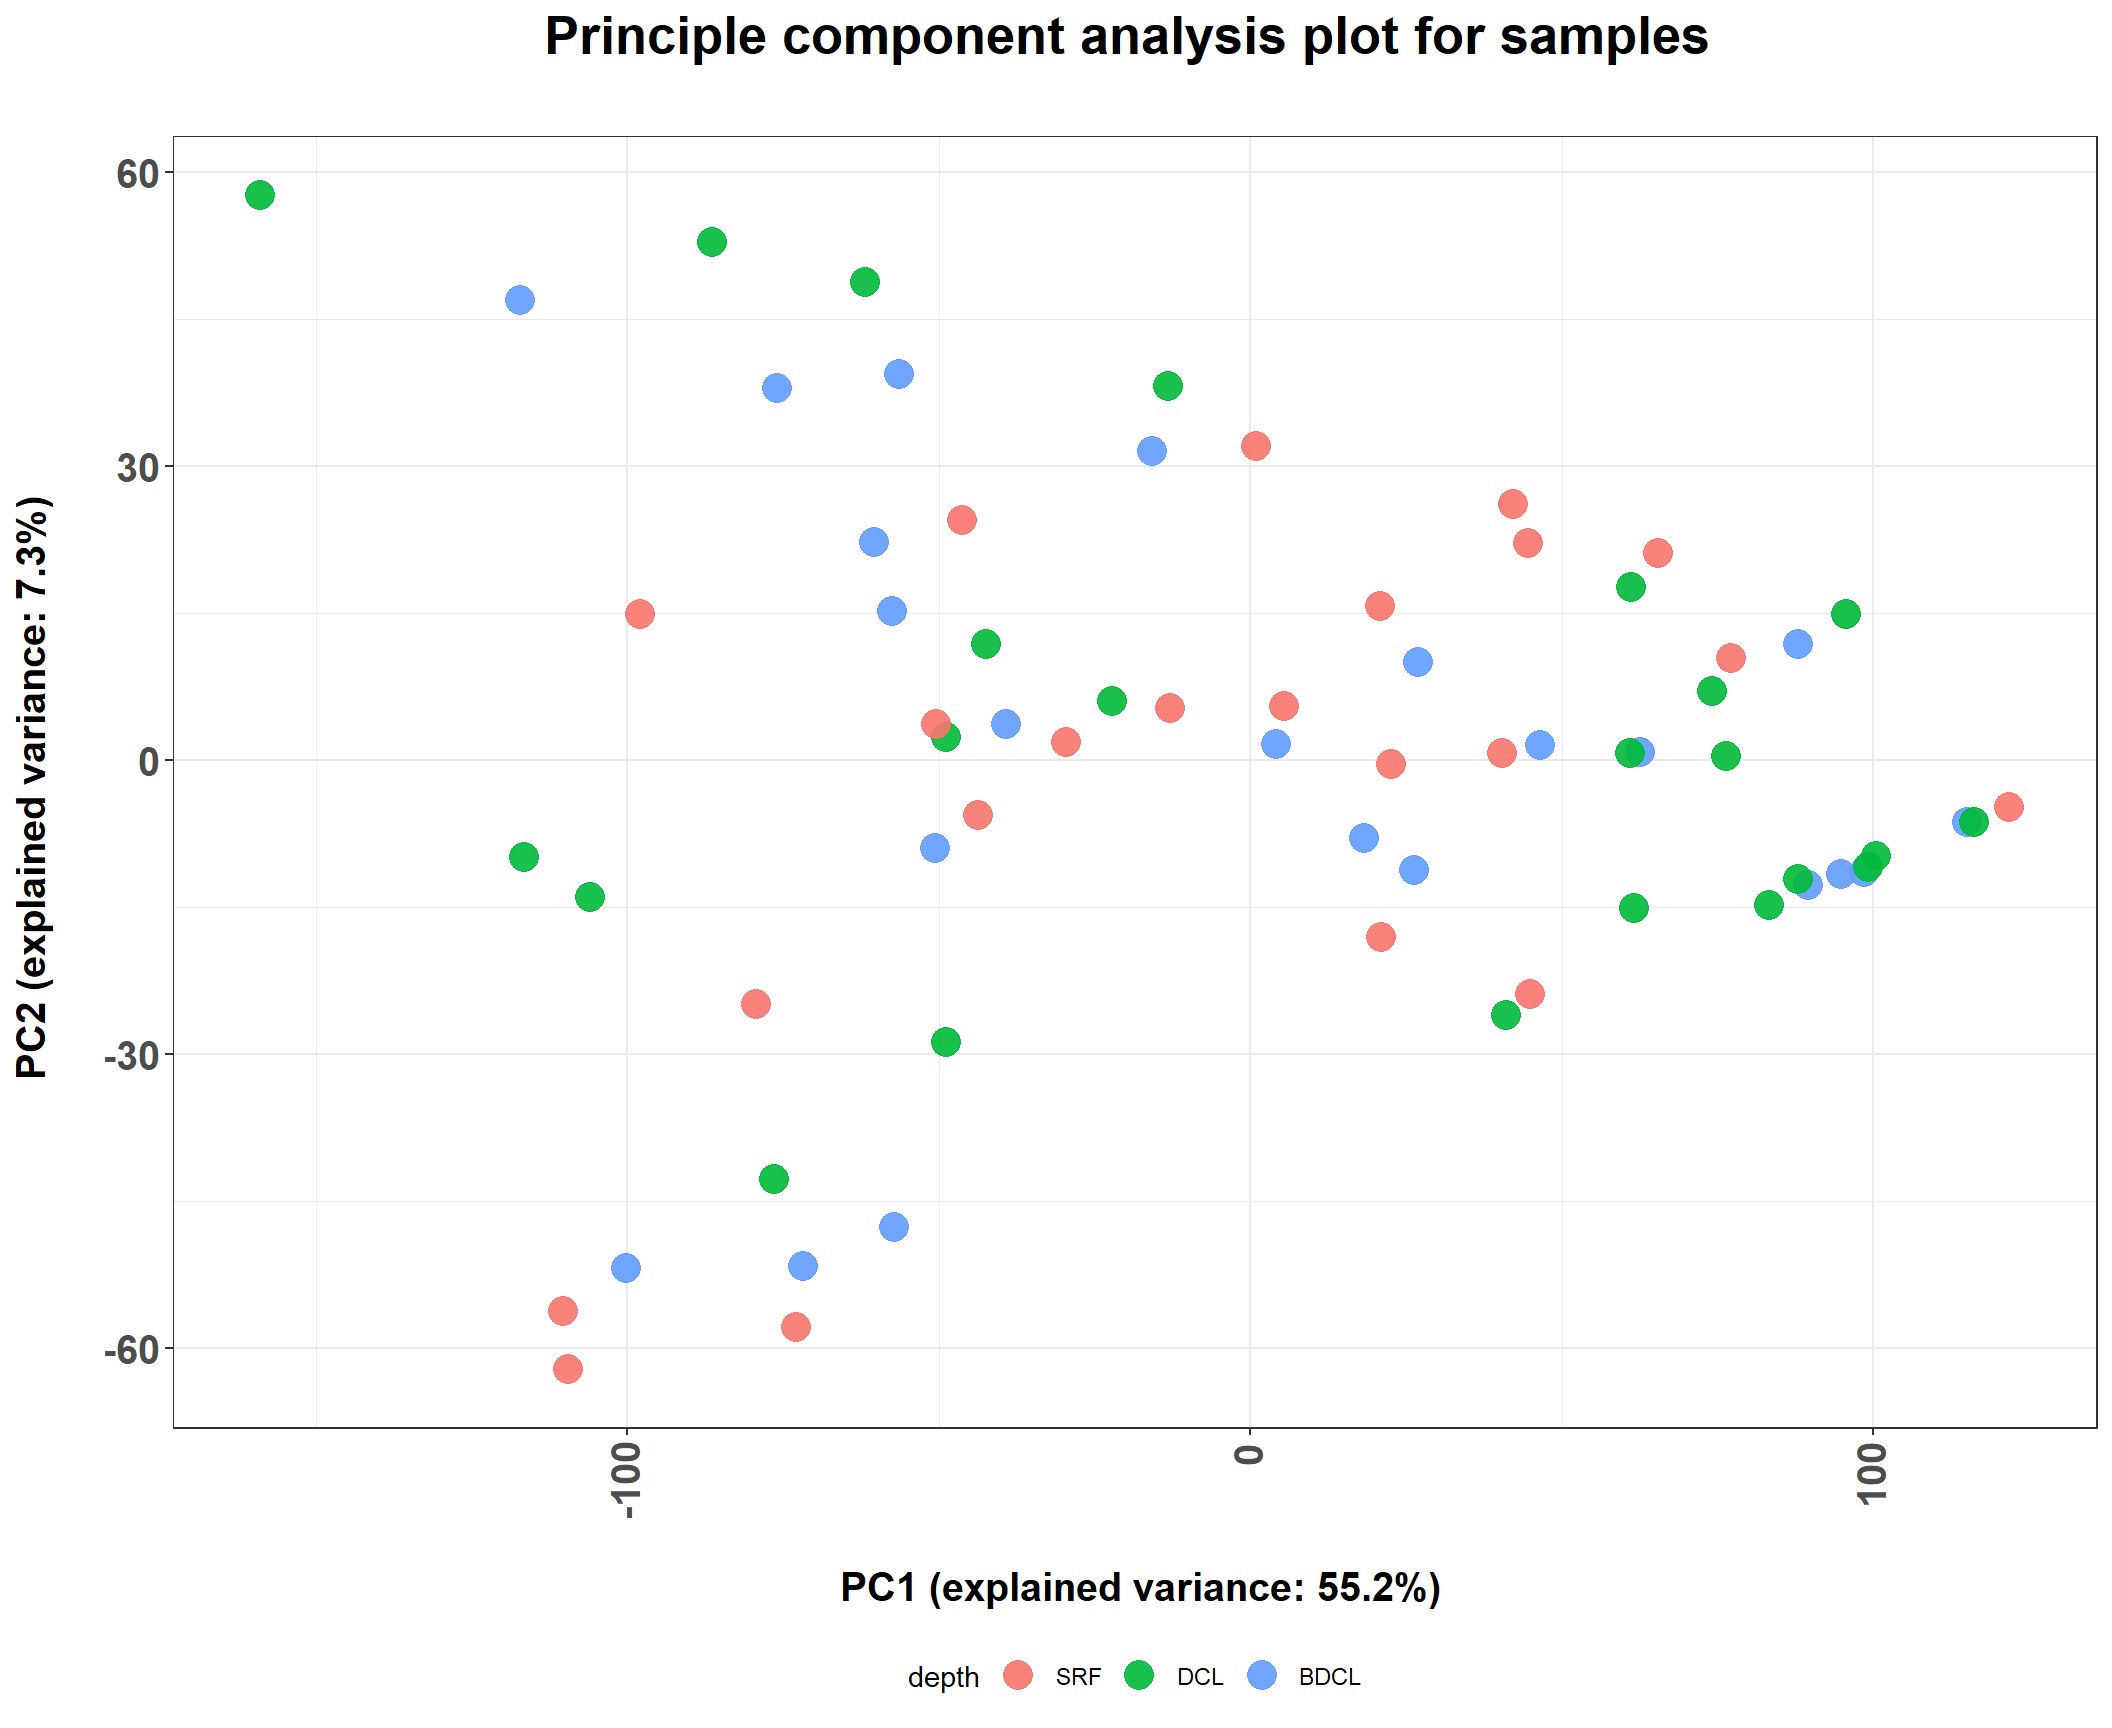 Principle component analysis plot for samples
PC2 (explained variance: 7.3%)
60
30
0
-30
-60
-100
0
100
PC1 (explained variance: 55.2%)
depth SRF DCL BDCL